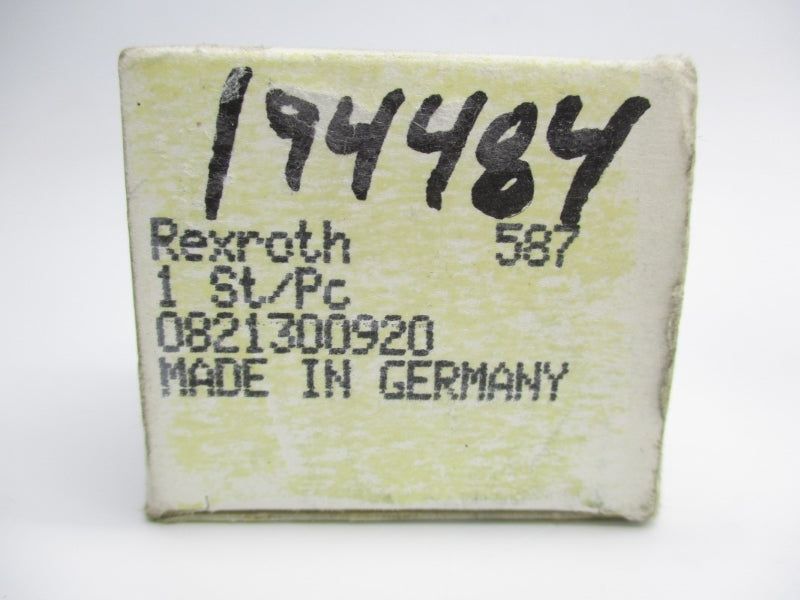 194484
Rexroth 587
1 St/Pc
0821300920
MADE IN GERMANY